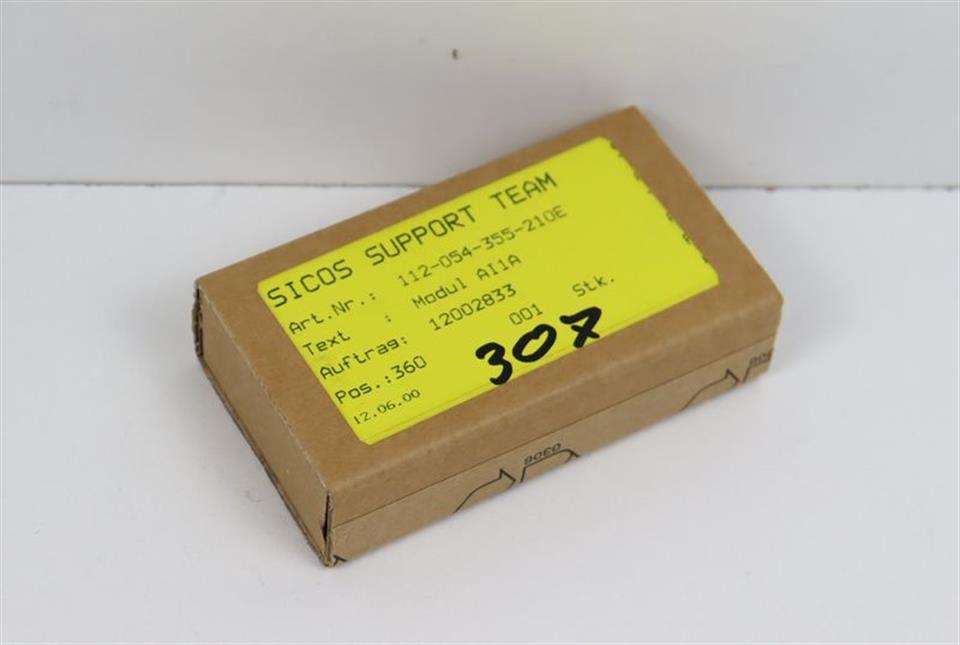 SICOS SUPPORT TEAM
Art.Nr.: 112-054-355-210E
Text : Modul AI1A
Auftrag: 12002833
Pos.:360 001 Stk.
12.06.00
307
0306